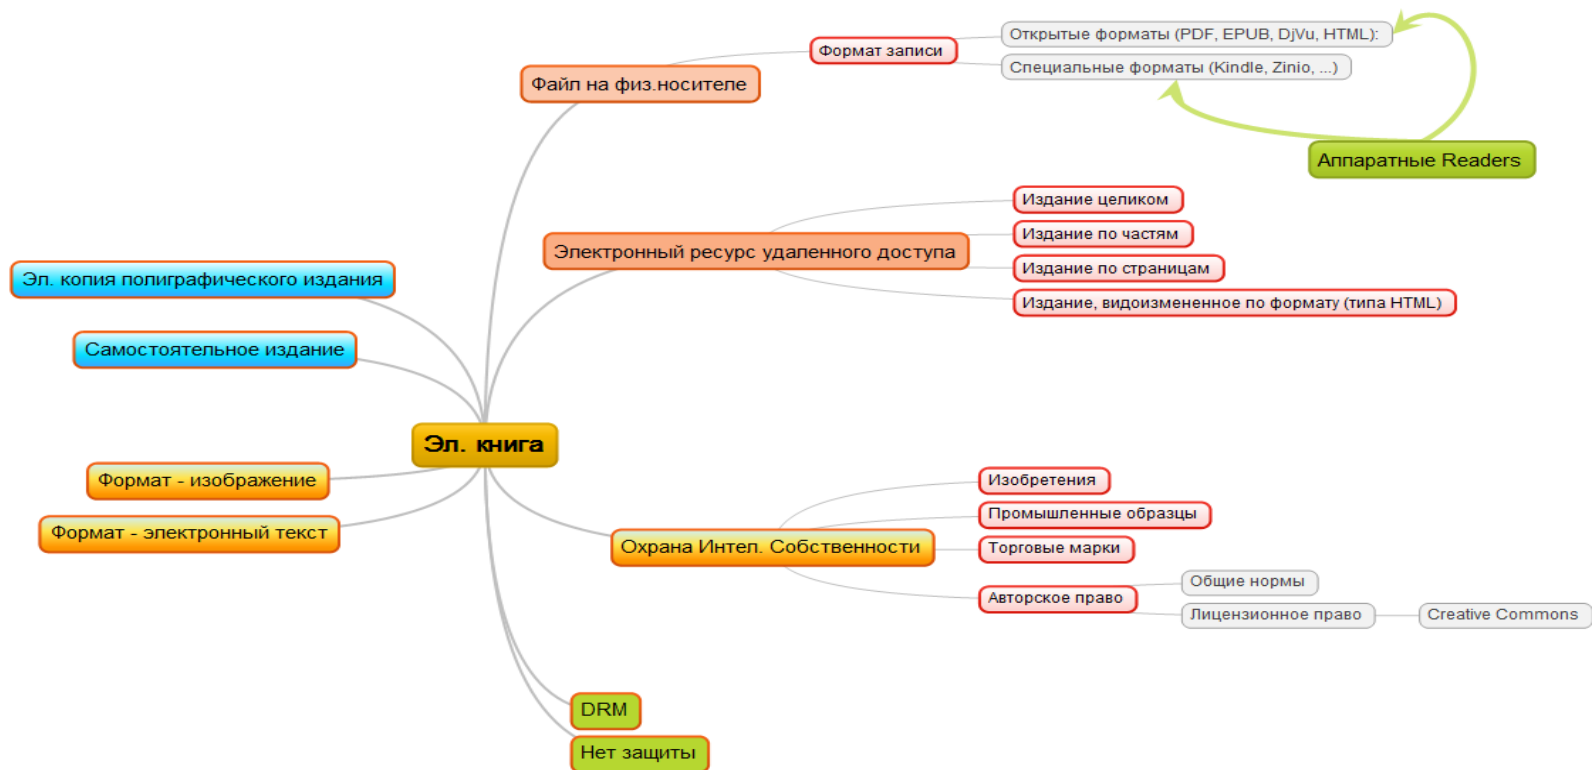 Открытые форматы (PDF, EPUB, DjVu, HTML):
Формат записи
Специальные форматы (Kindle, Zinio, ...)
Файл на физ.носителе
Аппаратные Readers
Издание целиком
Издание по частям
Электронный ресурс удаленного доступа
Издание по страницам
Эл. копия полиграфического издания
Издание, видоизмененное по формату (типа HTML)
Самостоятельное издание
Эл. книга
Формат - изображение
Изобретения
Промышленные образцы
Формат - электронный текст
Охрана Интел. Собственности
Торговые марки
Общие нормы
Авторское право
Лицензионное право
Creative Commons
DRM
Нет защиты